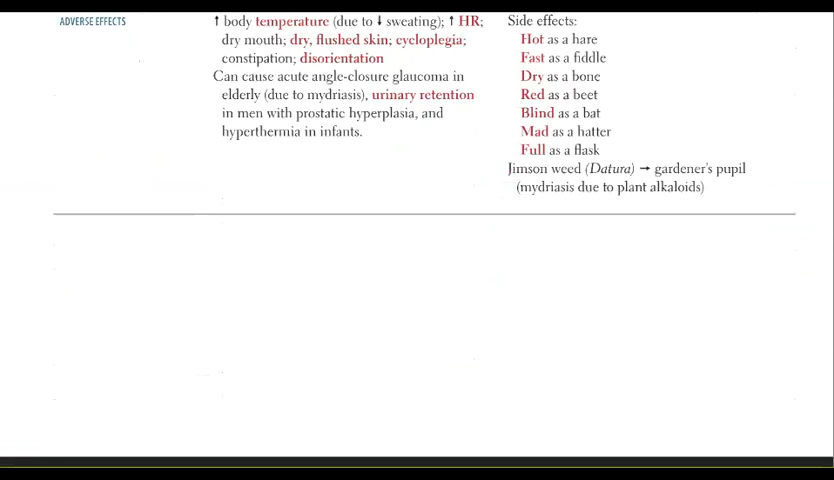 ADVERSE EFFECTS
↑ body temperature (due to ↓ sweating); ↑ HR;
dry mouth; dry, flushed skin; cycloplegia;
constipation; disorientation
Can cause acute angle-closure glaucoma in
elderly (due to mydriasis), urinary retention
in men with prostatic hyperplasia, and
hyperthermia in infants.
Side effects:
Hot as a hare
Fast as a fiddle
Dry as a bone
Red as a beet
Blind as a bat
Mad as a hatter
Full as a flask
Jimson weed (Datura) → gardener's pupil
(mydriasis due to plant alkaloids)